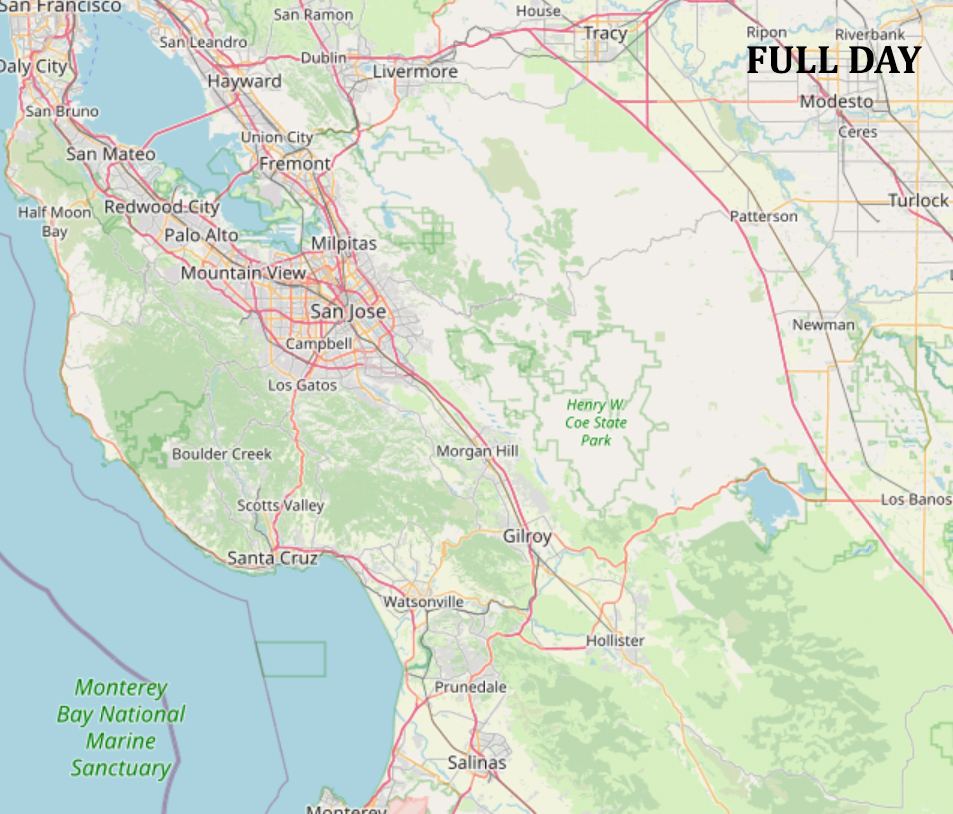 San Francisco
San Ramon
House
Ripon
Riverbank
Tracy
San Leandro
FULL DAY
Daly City
Dublin
Livermore
Hayward
Modesto
San Bruno
Ceres
Union City
San Mateo
Fremont
Turlock
Half Moon
Bay
Redwood City
Patterson
Palo Alto
Milpitas
Mountain View
San Jose
Newman
Campbell
Los Gatos
Henry W
Coe State
Park
Morgan Hill
Boulder Creek
Los Banos
Scotts Valley
Gilroy
Santa Cruz
Watsonville
Hollister
Prunedale
Monterey
Bay National
Marine
Sanctuary
Salinas
Monterey